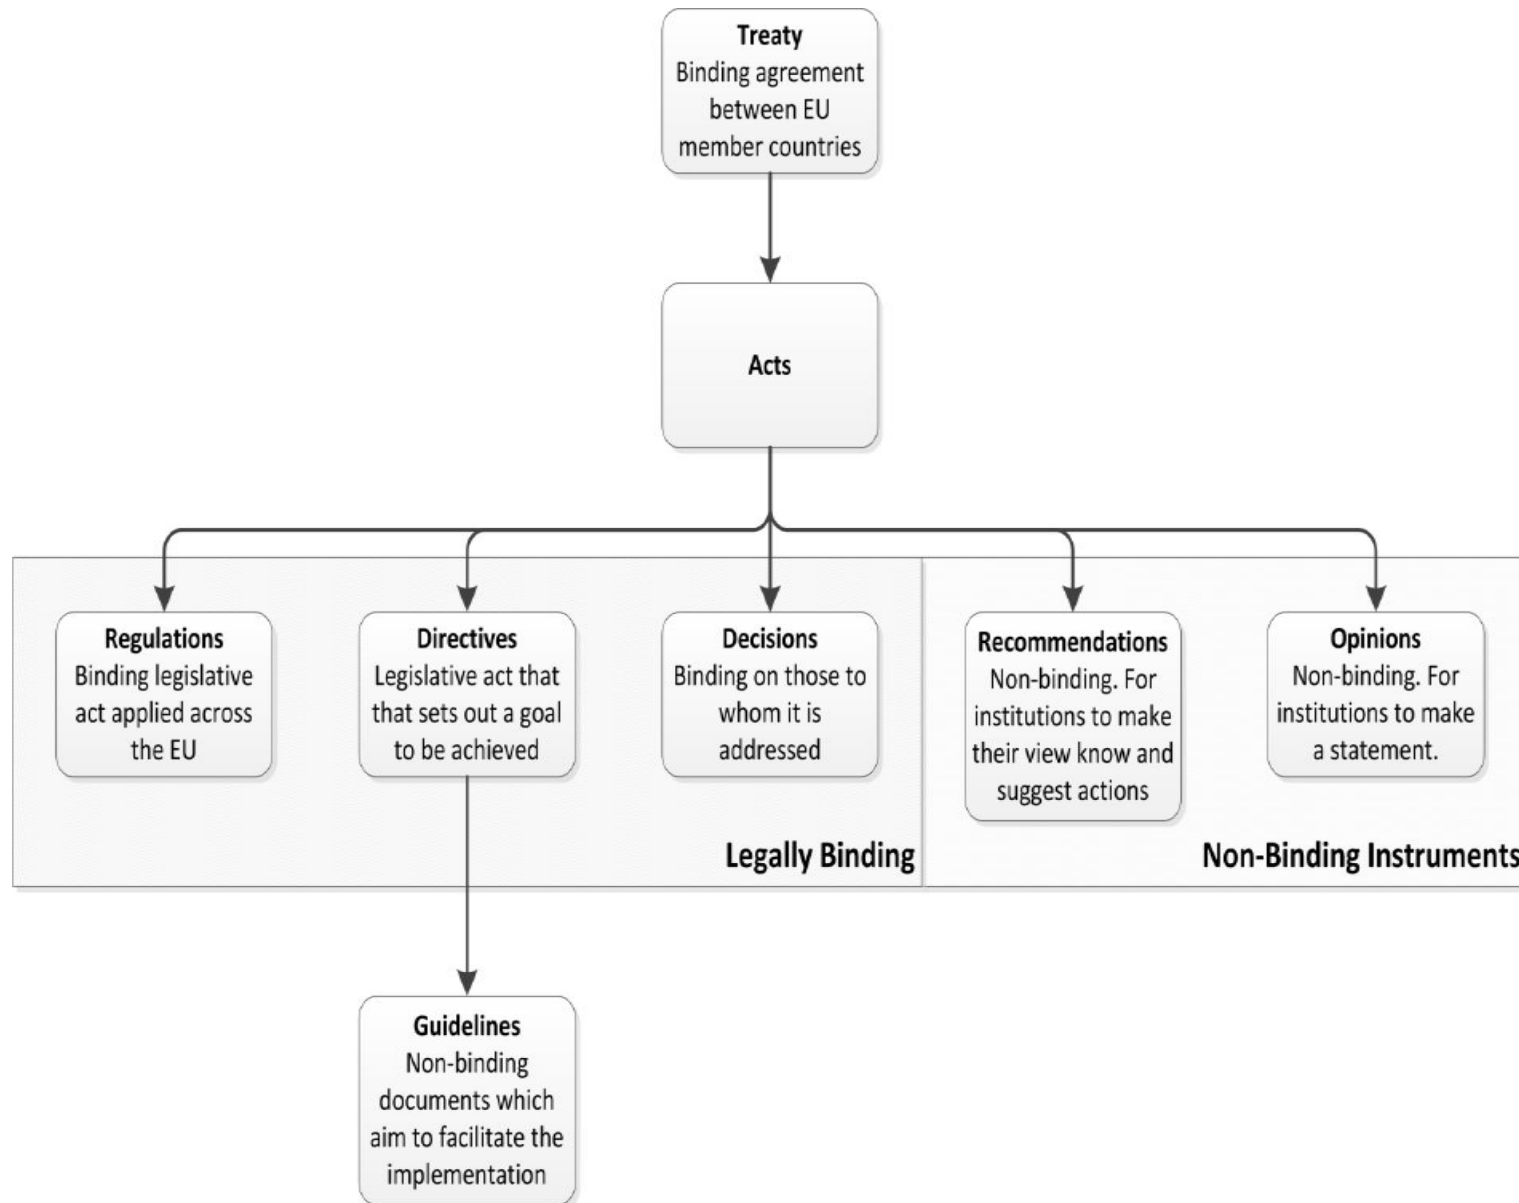 Treaty
Binding agreement
between EU
member countries
Acts
Regulations
Binding legislative
act applied across
the EU
Directives
Legislative act that
that sets out a goal
to be achieved
Decisions
Binding on those to
whom it is
addressed
Recommendations
Non-binding. For
institutions to make
their view know and
suggest actions
Opinions
Non-binding. For
institutions to make
a statement.
Legally Binding
Non-Binding Instruments
Guidelines
Non-binding
documents which
aim to facilitate the
implementation